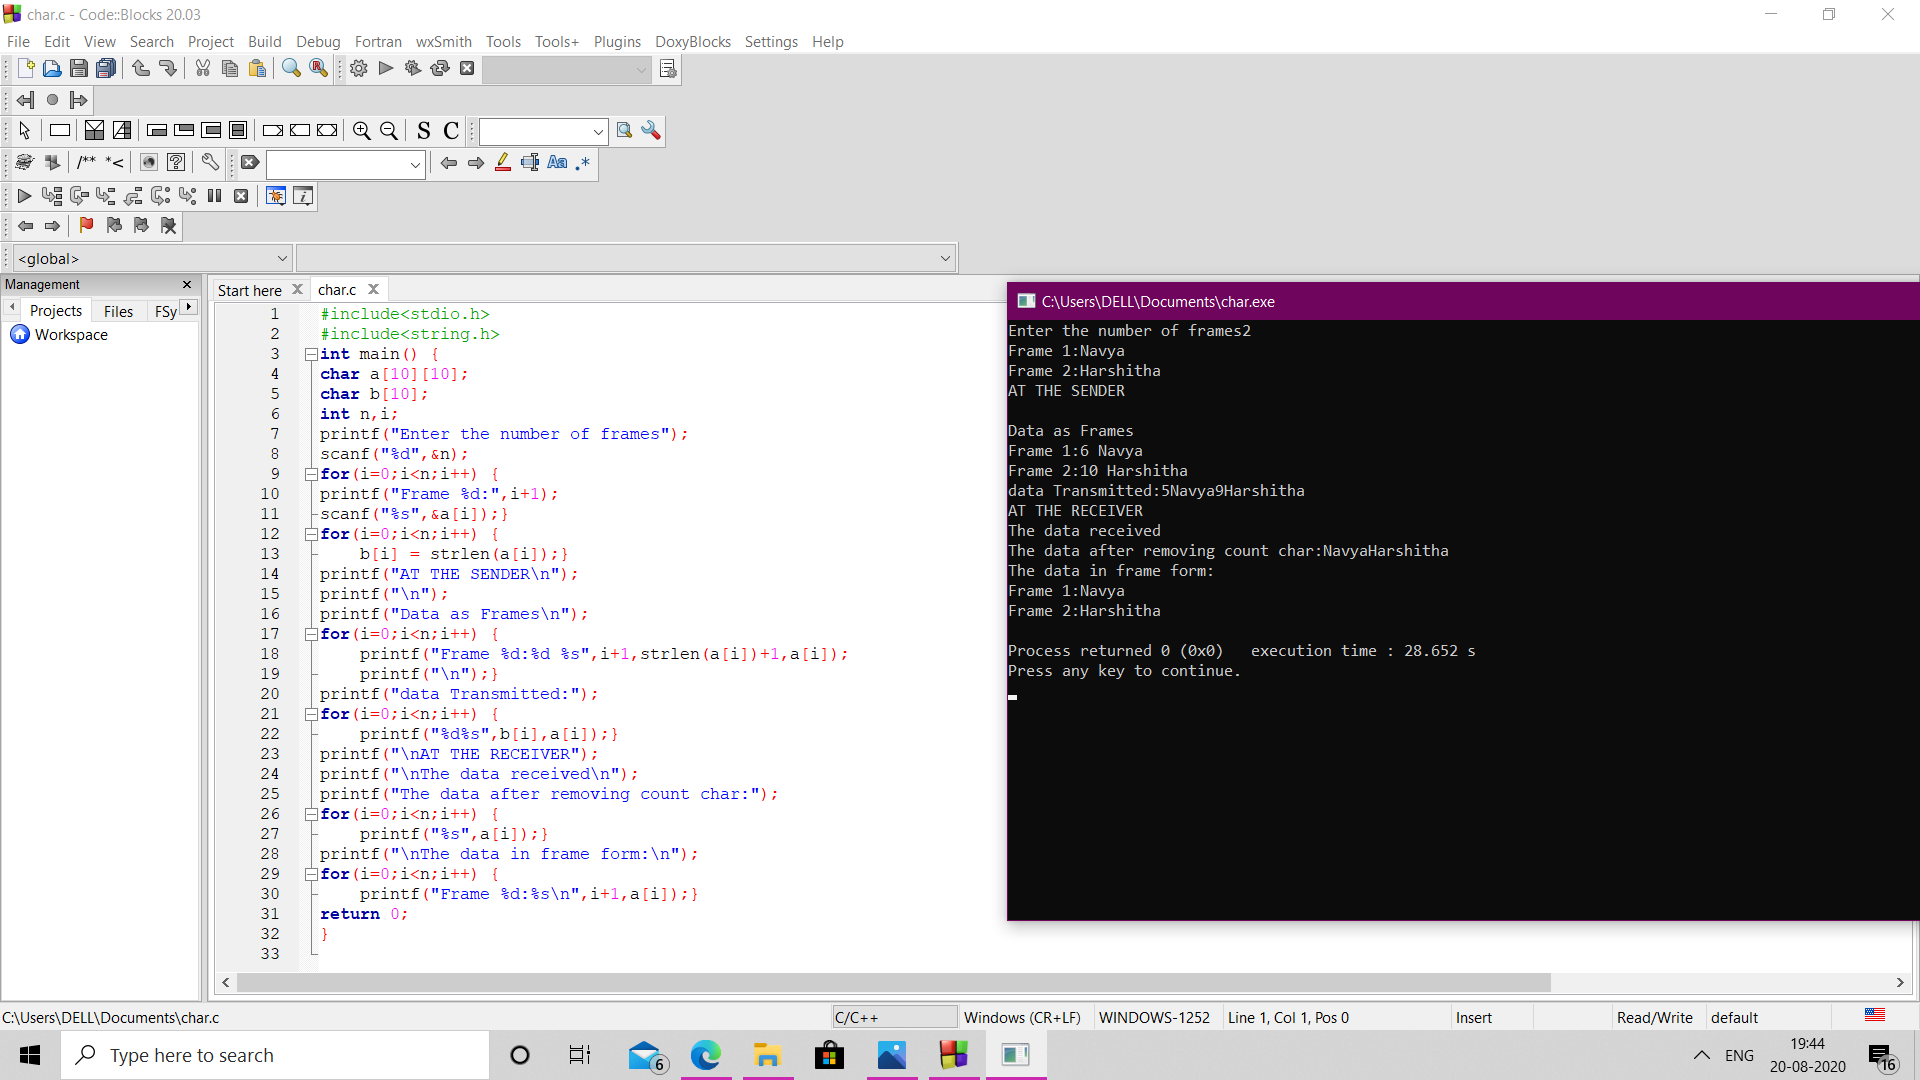 char.c - Code::Blocks 20.03
File Edit View Search Project Build Debug Fortran wxSmith Tools Tools+ Plugins DoxyBlocks Settings Help
S C
/** *<
Aa .*
<global>
Management
Projects Files FSy
Workspace
Start here char.c
1 #include<stdio.h>
2 #include<string.h>
3 int main() {
4 char a[10][10];
5 char b[10];
6 int n,i;
7 printf("Enter the number of frames");
8 scanf("%d",&n);
9 for(i=0;i<n;i++) {
10 printf("Frame %d:",i+1);
11 scanf("%s",&a[i]);}
12 for(i=0;i<n;i++) {
13     b[i] = strlen(a[i]);}
14 printf("AT THE SENDER\n");
15 printf("\n");
16 printf("Data as Frames\n");
17 for(i=0;i<n;i++) {
18     printf("Frame %d:%d %s",i+1,strlen(a[i])+1,a[i]);
19     printf("\n");}
20 printf("data Transmitted:");
21 for(i=0;i<n;i++) {
22     printf("%d%s",b[i],a[i]);}
23 printf("\nAT THE RECEIVER");
24 printf("\nThe data received\n");
25 printf("The data after removing count char:");
26 for(i=0;i<n;i++) {
27     printf("%s",a[i]);}
28 printf("\nThe data in frame form:\n");
29 for(i=0;i<n;i++) {
30     printf("Frame %d:%s\n",i+1,a[i]);}
31 return 0;
32 }
33
C:\Users\DELL\Documents\char.exe
Enter the number of frames2
Frame 1:Navya
Frame 2:Harshitha
AT THE SENDER
Data as Frames
Frame 1:6 Navya
Frame 2:10 Harshitha
data Transmitted:5Navya9Harshitha
AT THE RECEIVER
The data received
The data after removing count char:NavyaHarshitha
The data in frame form:
Frame 1:Navya
Frame 2:Harshitha
Process returned 0 (0x0)   execution time : 28.652 s
Press any key to continue.
C:\Users\DELL\Documents\char.c C/C++ Windows (CR+LF) WINDOWS-1252 Line 1, Col 1, Pos 0 Insert Read/Write default
Type here to search
6
ENG
19:44
20-08-2020
16